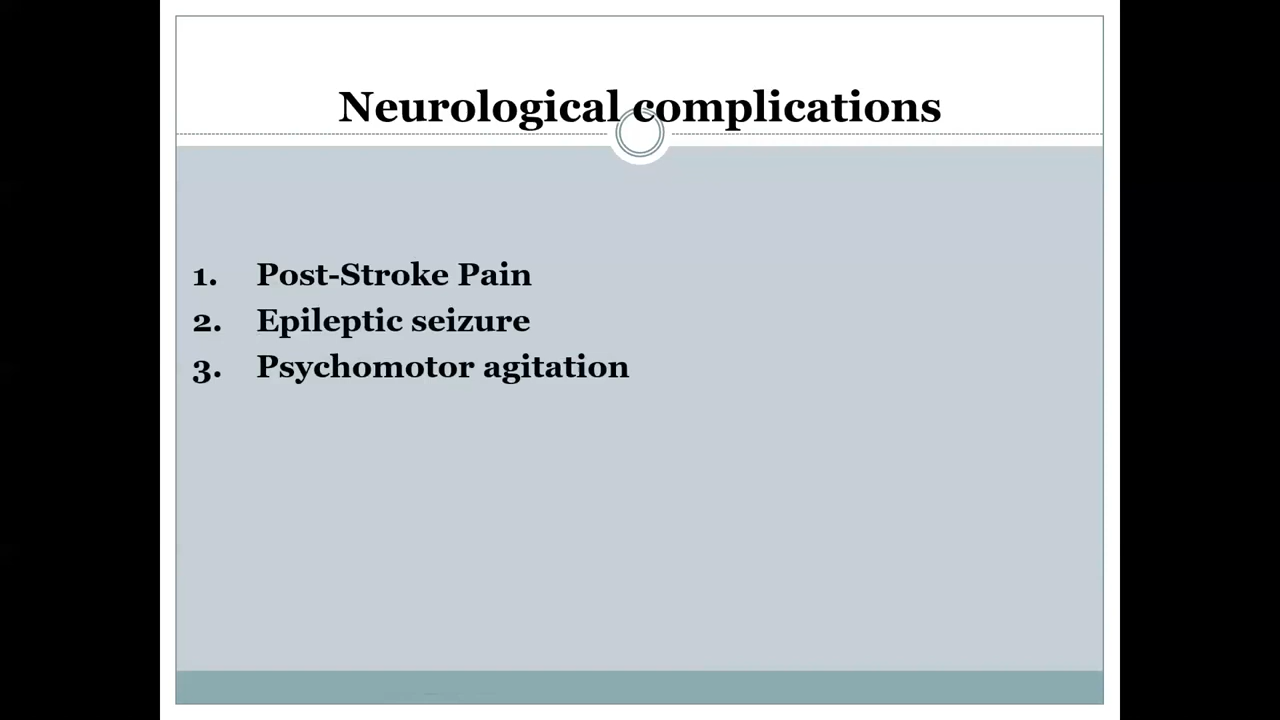 Neurological complications
1. Post-Stroke Pain
2. Epileptic seizure
3. Psychomotor agitation